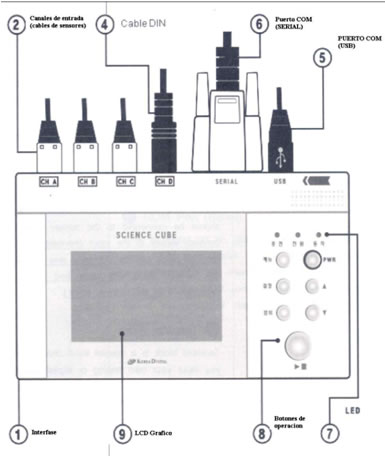 2 Canales de entrada
(cables de sensores)
4 Cable DIN
6 Puerto COM
(SERIAL)
5 PUERTO COM
(USB)
CH A
CH B
CH C
CH D
SERIAL
USB
SCIENCE CUBE
PWR
KOREA DIGITAL
1 Interfase
9 LCD Grafico
8 Botones de
operacion
7 LED